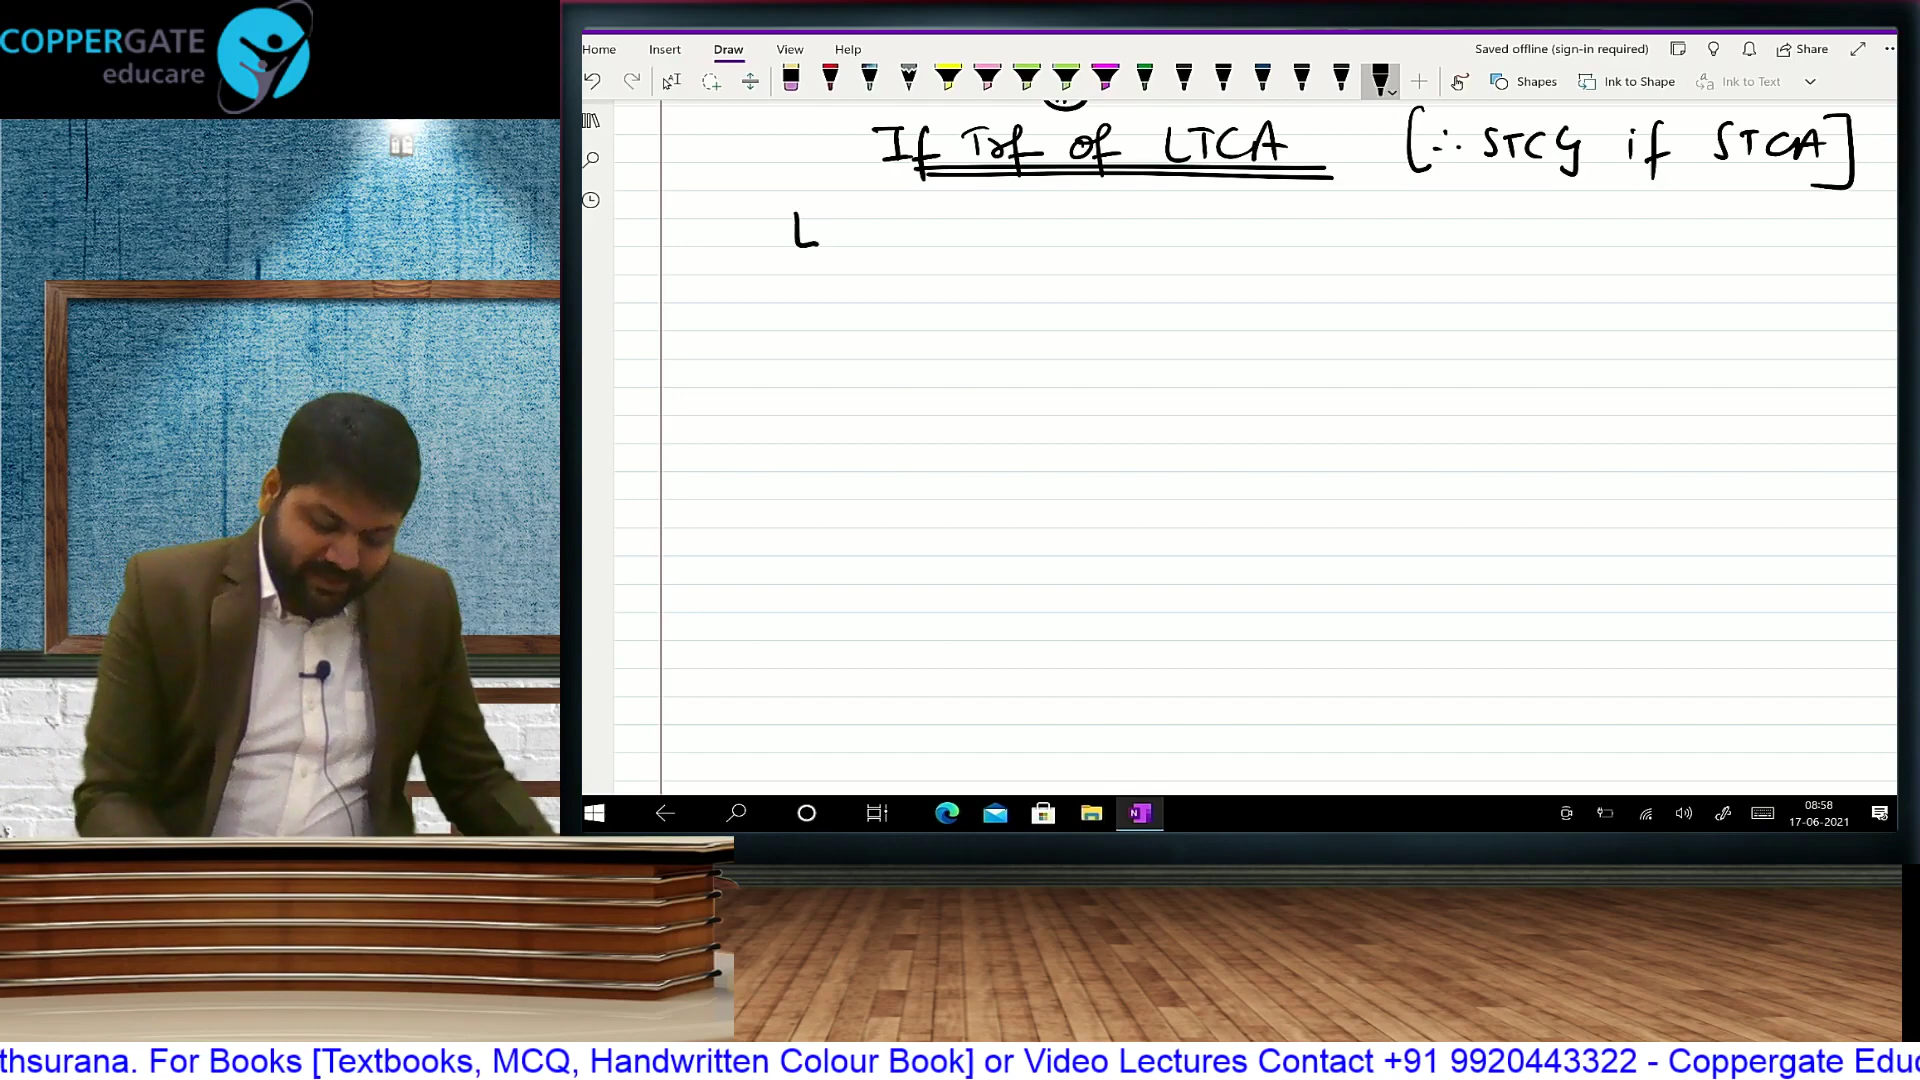 COPPERGATE
educare
Home Insert Draw View Help Saved offline (sign-in required) Share
Shapes Ink to Shape Ink to Text
If Trf of LTCA [∴ STCG if STCA]
L
08:58
17-06-2021
thsurana. For Books [Textbooks, MCQ, Handwritten Colour Book] or Video Lectures Contact +91 9920443322 - Coppergate Educ